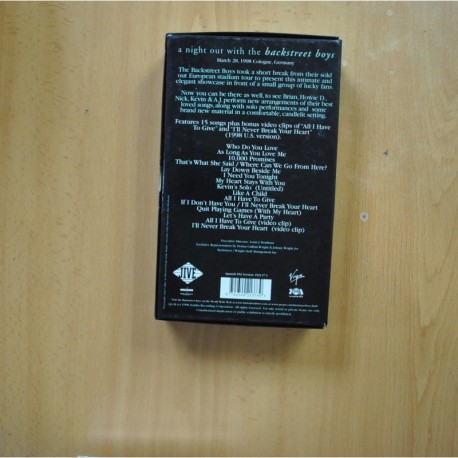 a night out with the backstreet boys
March 28, 1998 Cologne, Germany
The Backstreet Boys took a short break from their sold
out European stadium tour to present this intimate and
elegant showcase in front of a small group of lucky fans.
Now you can be there as well, to see Brian, Howie D.,
Nick, Kevin & A.J. perform new arrangements of their best
loved songs, along with solo performances and some
brand new material in a comfortable, candlelit setting.
Features 15 songs plus bonus video clips of "All I Have
To Give" and "I'll Never Break Your Heart"
(1998 U.S. version).
Who Do You Love
As Long As You Love Me
10,000 Promises
That's What She Said / Where Can We Go From Here?
Lay Down Beside Me
I Need You Tonight
My Heart Stays With You
Kevin's Solo (Untitled)
Like A Child
All I Have To Give
If I Don't Have You / I'll Never Break Your Heart
Quit Playing Games (With My Heart)
Let's Have A Party
All I Have To Give (video clip)
I'll Never Break Your Heart (video clip)
LIVE
Virgin